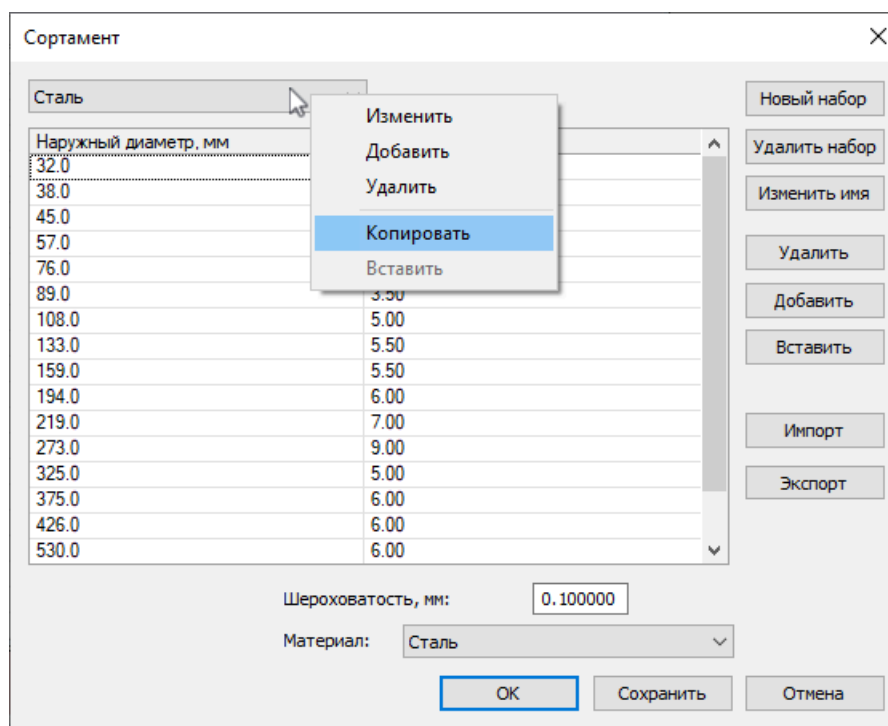 Сортамент
Сталь
Новый набор
Удалить набор
Изменить имя
Удалить
Добавить
Вставить
Импорт
Экспорт
Изменить
Добавить
Удалить
Копировать
Вставить
Наружный диаметр, мм
32.0
38.0
45.0
57.0
76.0
89.0 3.50
108.0 5.00
133.0 5.50
159.0 5.50
194.0 6.00
219.0 7.00
273.0 9.00
325.0 5.00
375.0 6.00
426.0 6.00
530.0 6.00
Шероховатость, мм: 0.100000
Материал: Сталь
OK Сохранить Отмена